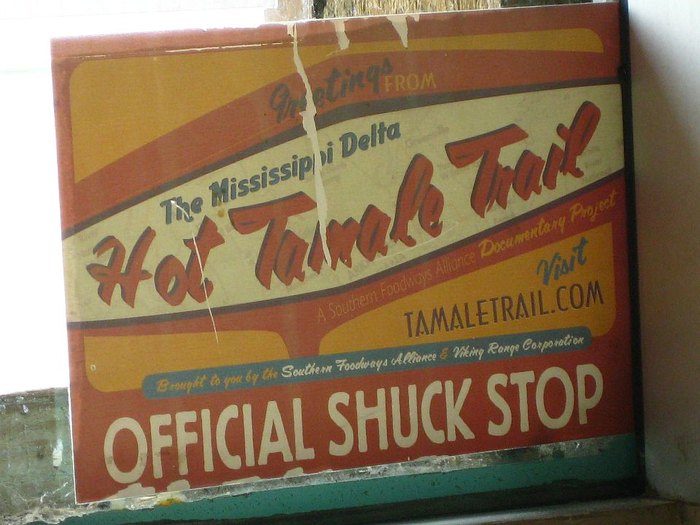 Greetings FROM
The Mississippi Delta
Hot Tamale Trail
A Southern Foodways Alliance Documentary Project
Visit
TAMALETRAIL.COM
Brought to you by the Southern Foodways Alliance & Viking Range Corporation
OFFICIAL SHUCK STOP